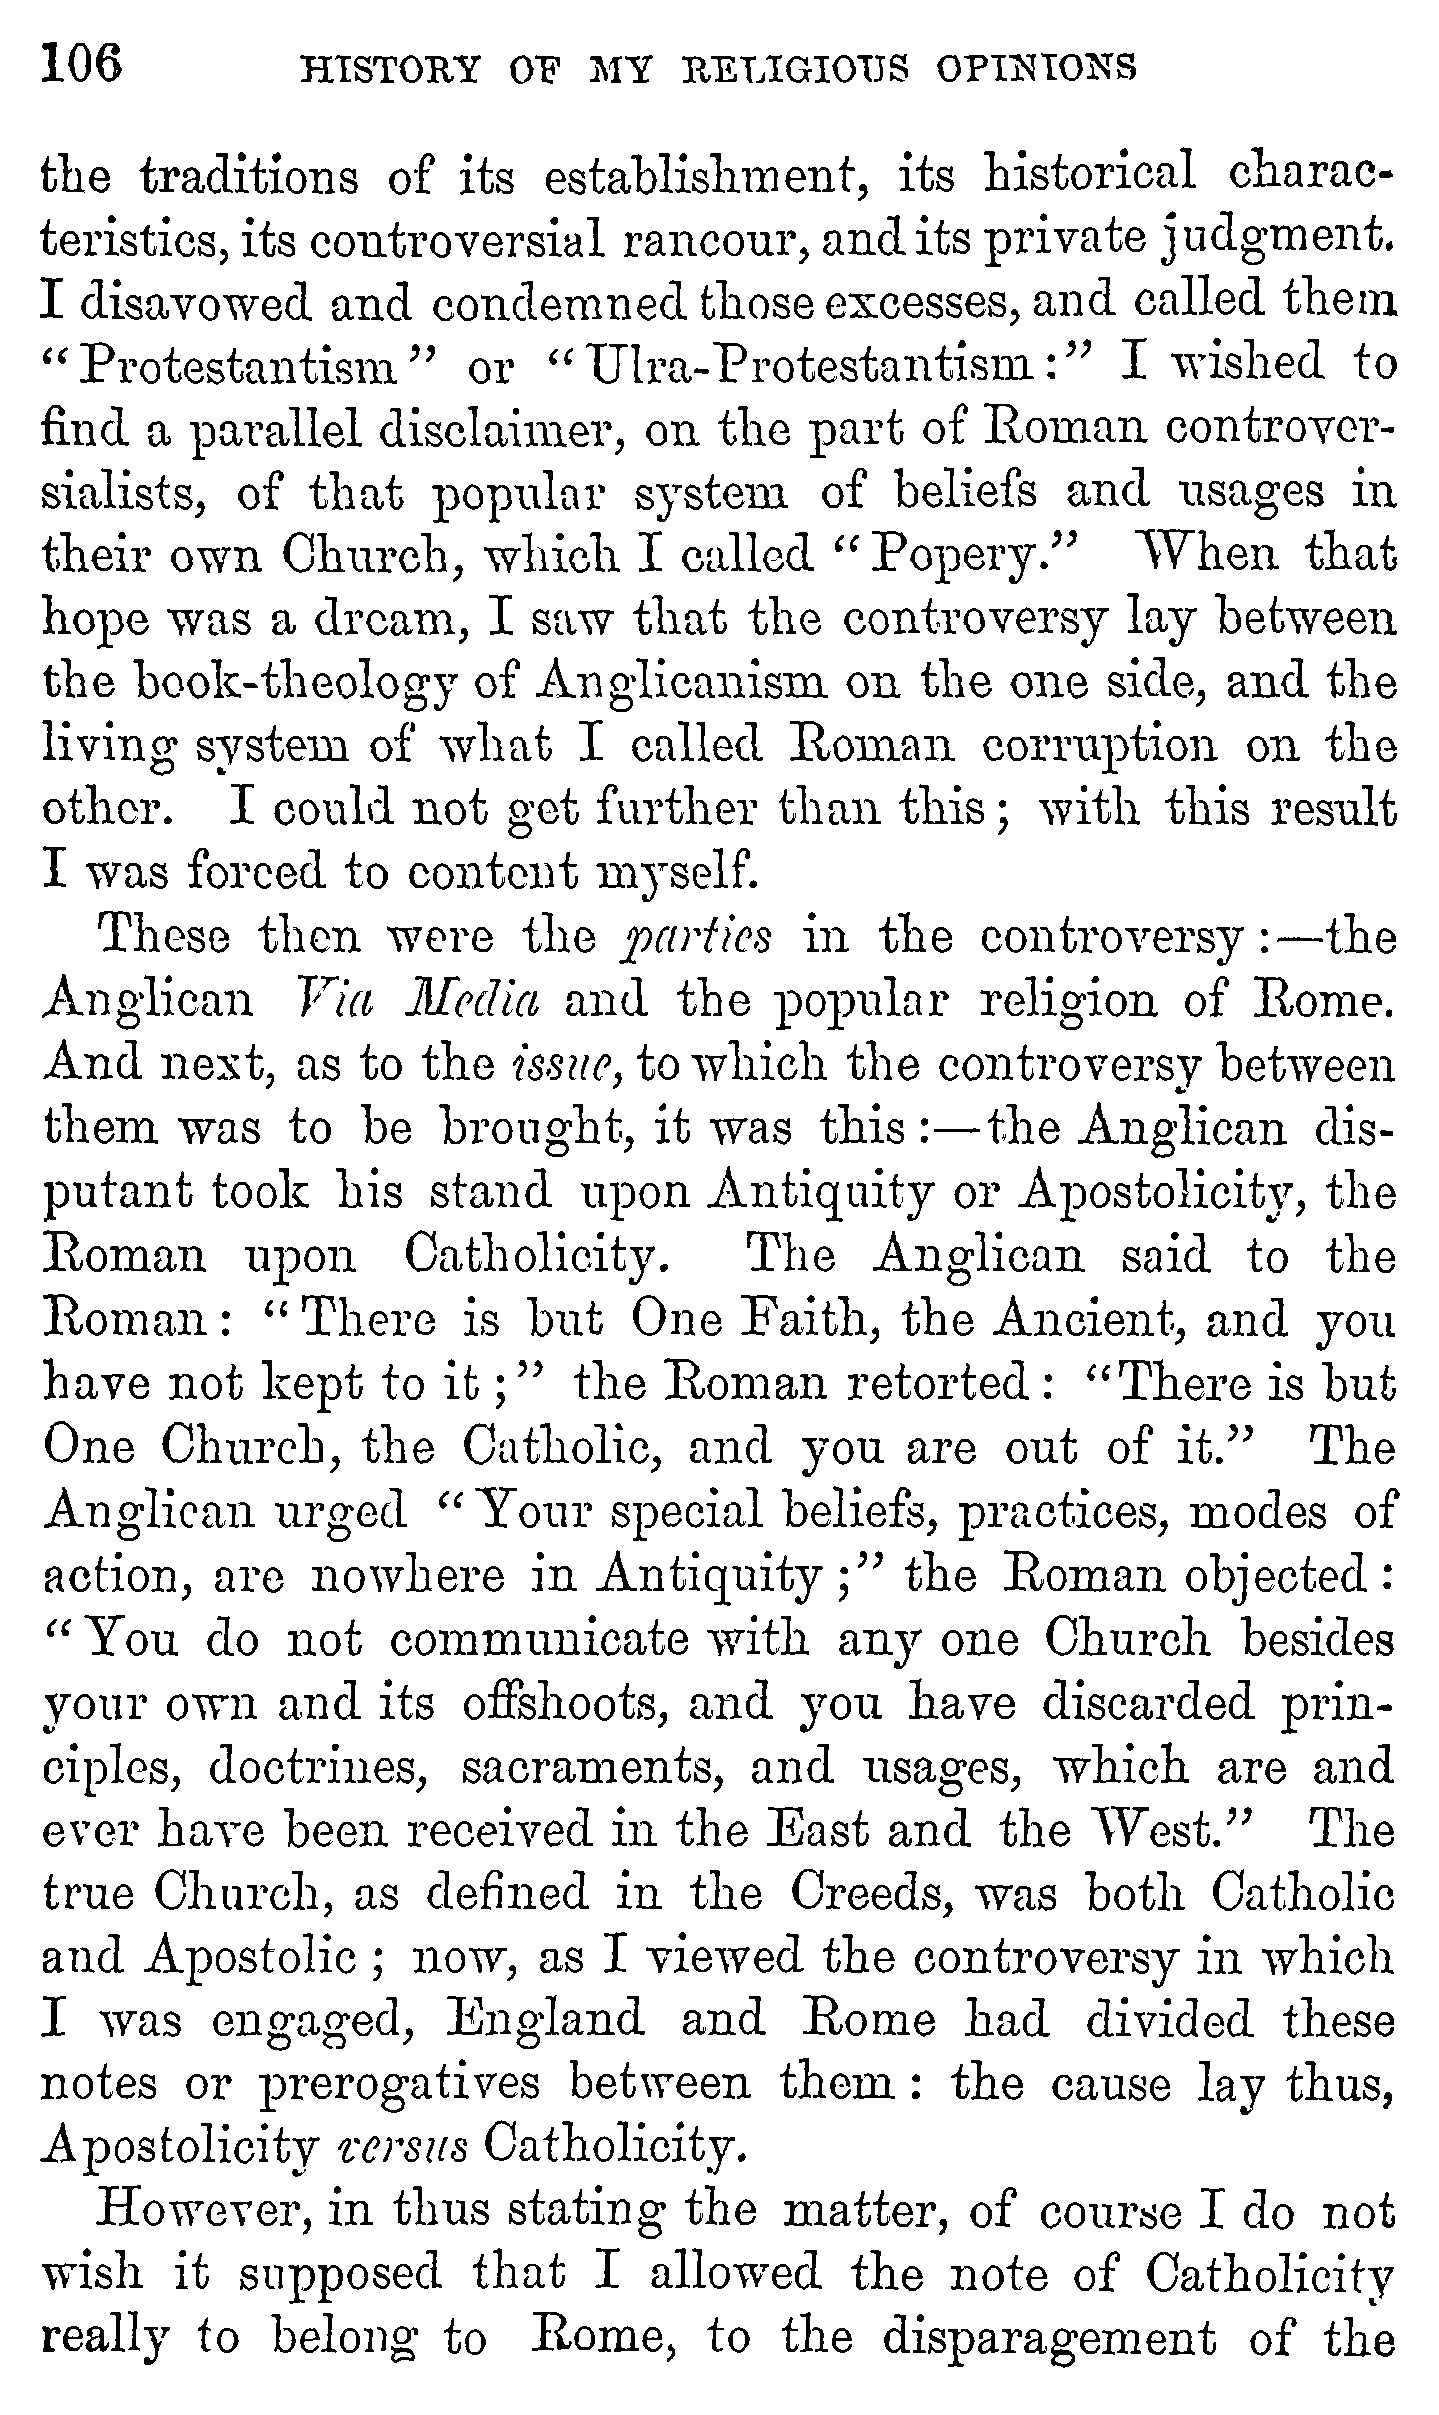 106 HISTORY OF MY RELIGIOUS OPINIONS
the traditions of its establishment, its historical charac-
teristics, its controversial rancour, and its private judgment.
I disavowed and condemned those excesses, and called them
“Protestantism” or “Ulra-Protestantism:” I wished to
find a parallel disclaimer, on the part of Roman controver-
sialists, of that popular system of beliefs and usages in
their own Church, which I called “Popery.” When that
hope was a dream, I saw that the controversy lay between
the book-theology of Anglicanism on the one side, and the
living system of what I called Roman corruption on the
other. I could not get further than this; with this result
I was forced to content myself.
These then were the parties in the controversy:—the
Anglican Via Media and the popular religion of Rome.
And next, as to the issue, to which the controversy between
them was to be brought, it was this:—the Anglican dis-
putant took his stand upon Antiquity or Apostolicity, the
Roman upon Catholicity. The Anglican said to the
Roman: “There is but One Faith, the Ancient, and you
have not kept to it;” the Roman retorted: “There is but
One Church, the Catholic, and you are out of it.” The
Anglican urged “Your special beliefs, practices, modes of
action, are nowhere in Antiquity;” the Roman objected:
“You do not communicate with any one Church besides
your own and its offshoots, and you have discarded prin-
ciples, doctrines, sacraments, and usages, which are and
ever have been received in the East and the West.” The
true Church, as defined in the Creeds, was both Catholic
and Apostolic; now, as I viewed the controversy in which
I was engaged, England and Rome had divided these
notes or prerogatives between them: the cause lay thus,
Apostolicity versus Catholicity.
However, in thus stating the matter, of course I do not
wish it supposed that I allowed the note of Catholicity
really to belong to Rome, to the disparagement of the